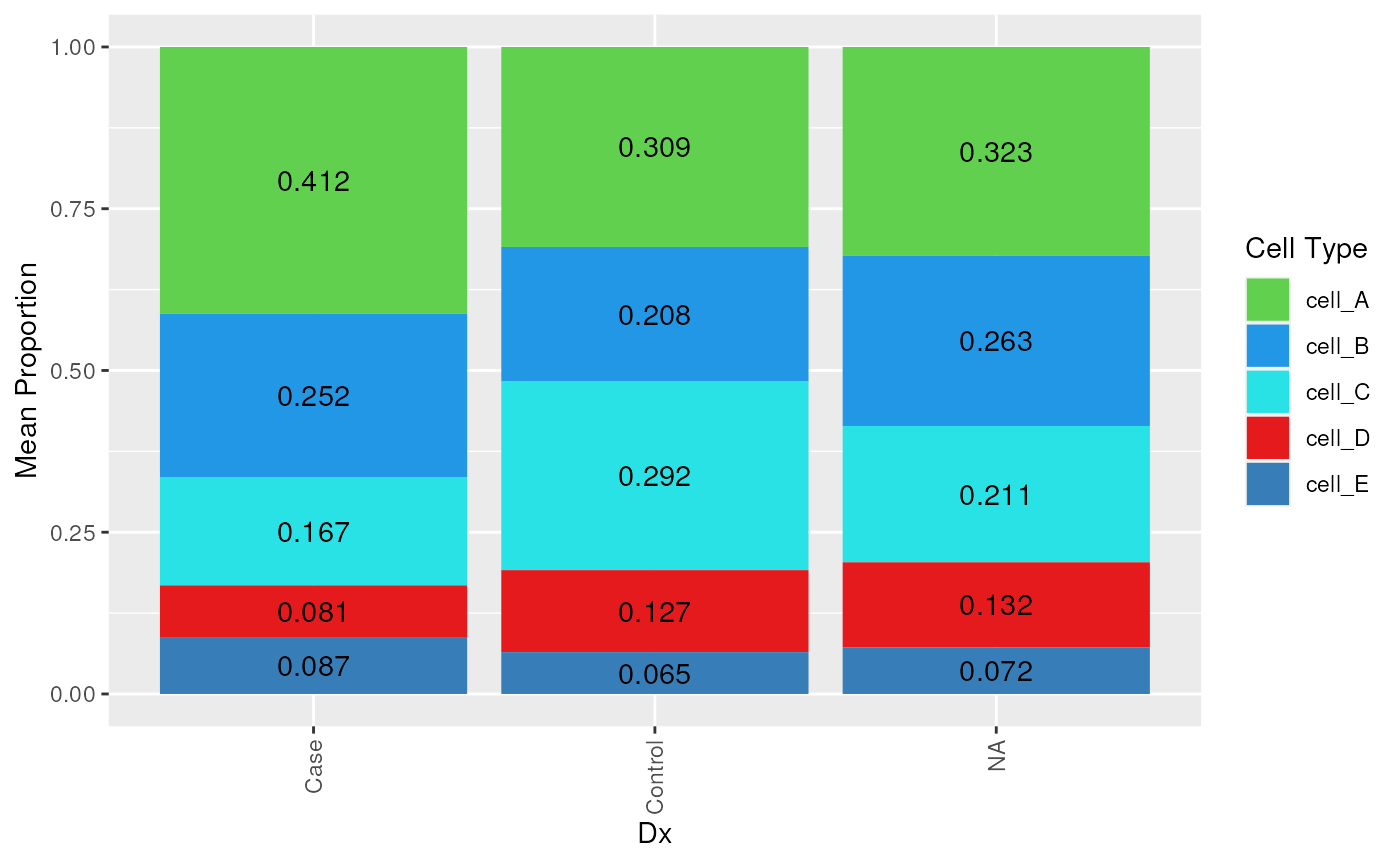 Mean Proportion
1.00
0.75
0.50
0.25
0.00
0.412
0.252
0.167
0.081
0.087
0.309
0.208
0.292
0.127
0.065
0.323
0.263
0.211
0.132
0.072
Case
Control
NA
Dx
Cell Type
cell_A
cell_B
cell_C
cell_D
cell_E